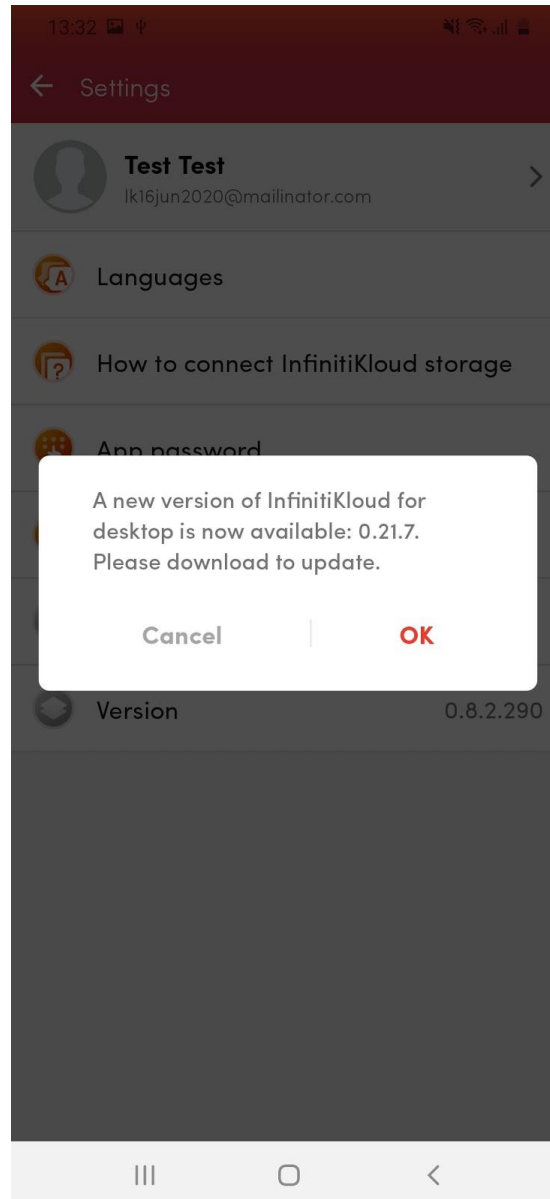 13:32
Settings
Test Test
lk16jun2020@mailinator.com
Languages
How to connect InfinitiKloud storage
App password
A new version of InfinitiKloud for
desktop is now available: 0.21.7.
Please download to update.
Cancel
OK
Version
0.8.2.290